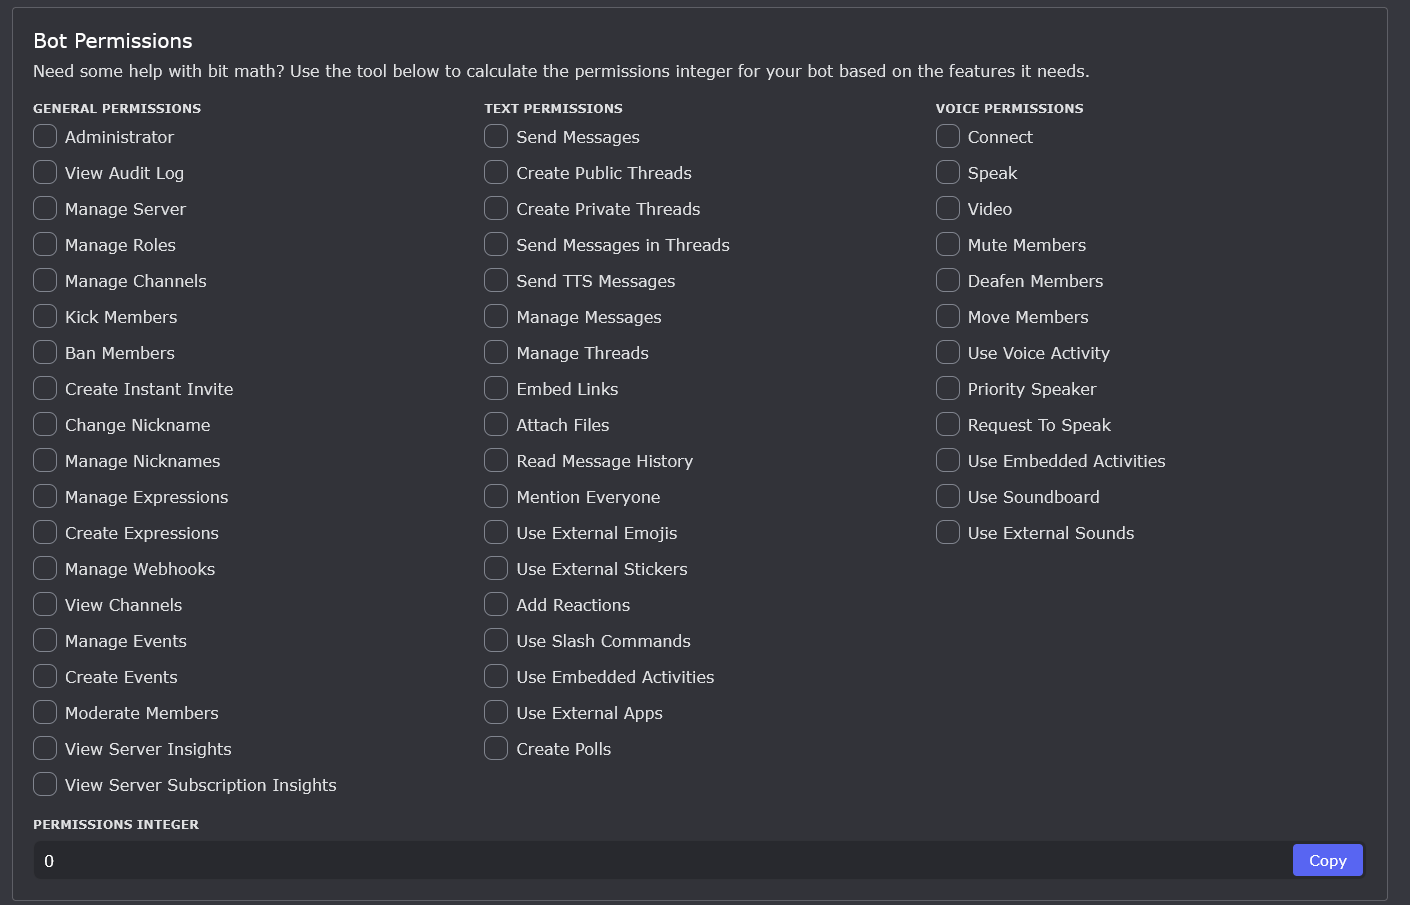 Bot Permissions
Need some help with bit math? Use the tool below to calculate the permissions integer for your bot based on the features it needs.
GENERAL PERMISSIONS
Administrator
View Audit Log
Manage Server
Manage Roles
Manage Channels
Kick Members
Ban Members
Create Instant Invite
Change Nickname
Manage Nicknames
Manage Expressions
Create Expressions
Manage Webhooks
View Channels
Manage Events
Create Events
Moderate Members
View Server Insights
View Server Subscription Insights
TEXT PERMISSIONS
Send Messages
Create Public Threads
Create Private Threads
Send Messages in Threads
Send TTS Messages
Manage Messages
Manage Threads
Embed Links
Attach Files
Read Message History
Mention Everyone
Use External Emojis
Use External Stickers
Add Reactions
Use Slash Commands
Use Embedded Activities
Use External Apps
Create Polls
VOICE PERMISSIONS
Connect
Speak
Video
Mute Members
Deafen Members
Move Members
Use Voice Activity
Priority Speaker
Request To Speak
Use Embedded Activities
Use Soundboard
Use External Sounds
PERMISSIONS INTEGER
0
Copy